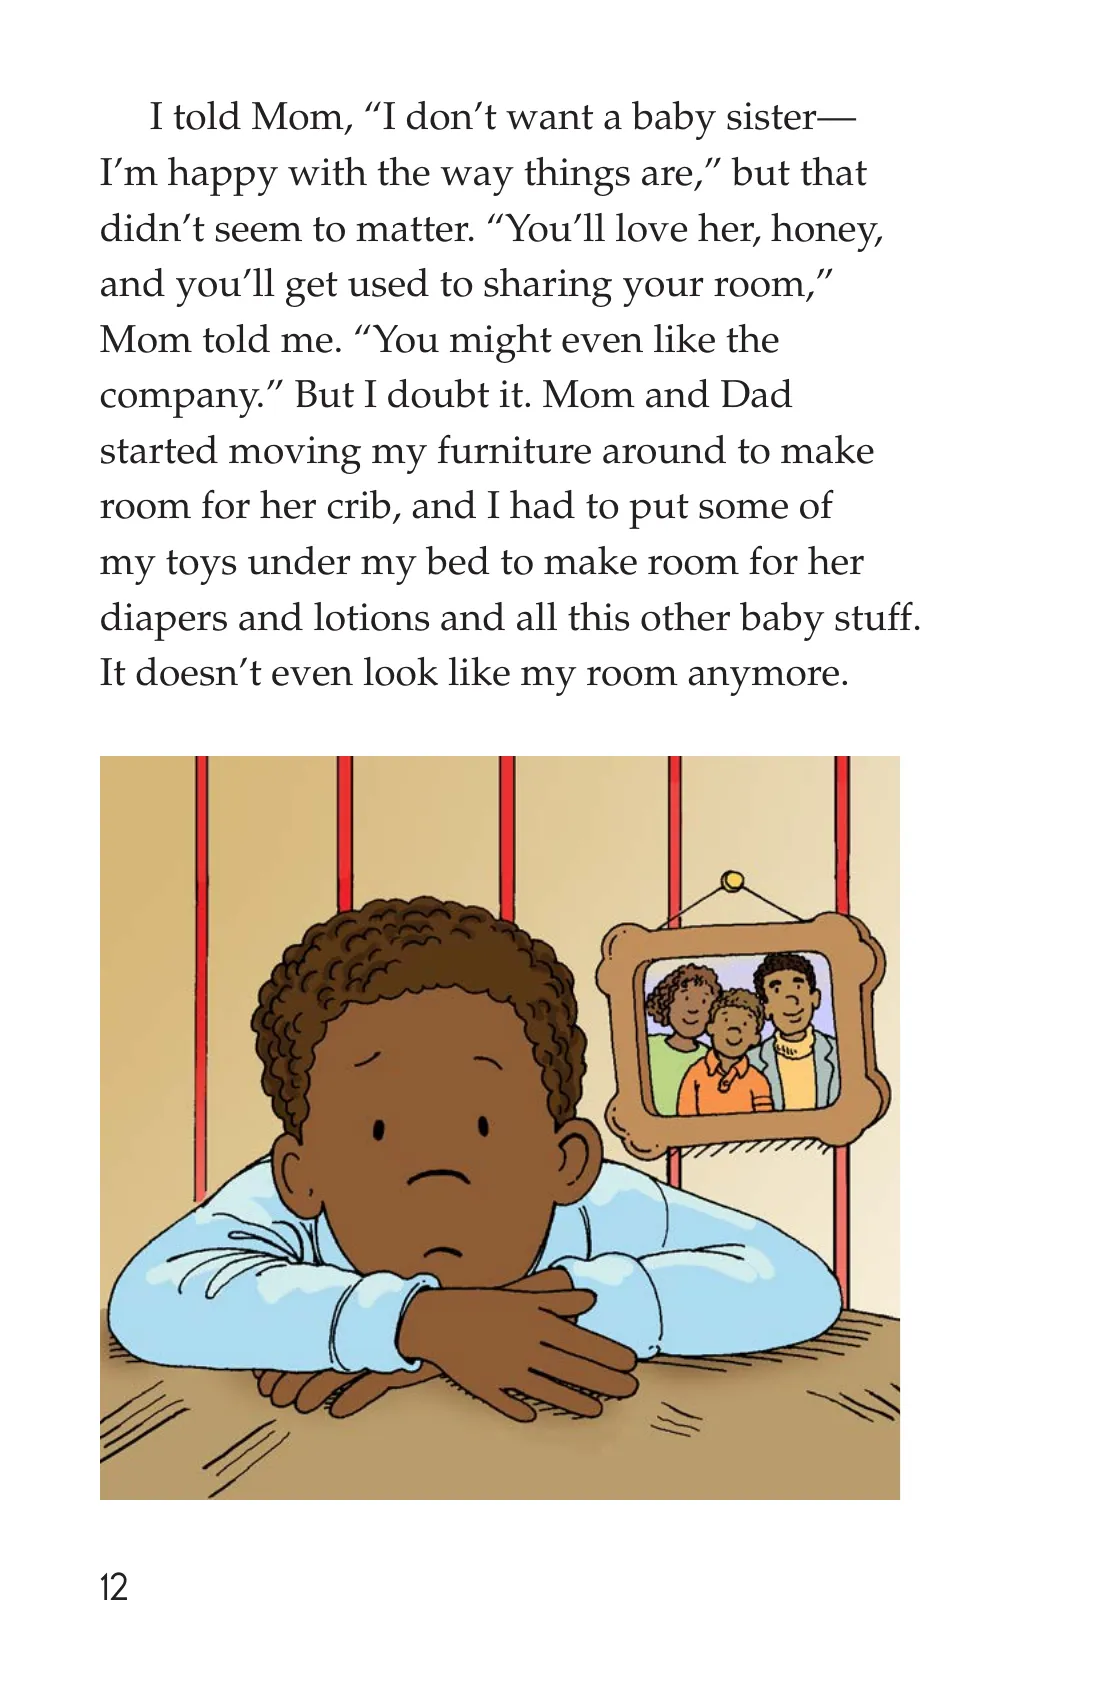 I told Mom, “I don’t want a baby sister—
I’m happy with the way things are,” but that
didn’t seem to matter. “You’ll love her, honey,
and you’ll get used to sharing your room,”
Mom told me. “You might even like the
company.” But I doubt it. Mom and Dad
started moving my furniture around to make
room for her crib, and I had to put some of
my toys under my bed to make room for her
diapers and lotions and all this other baby stuff.
It doesn’t even look like my room anymore.
12